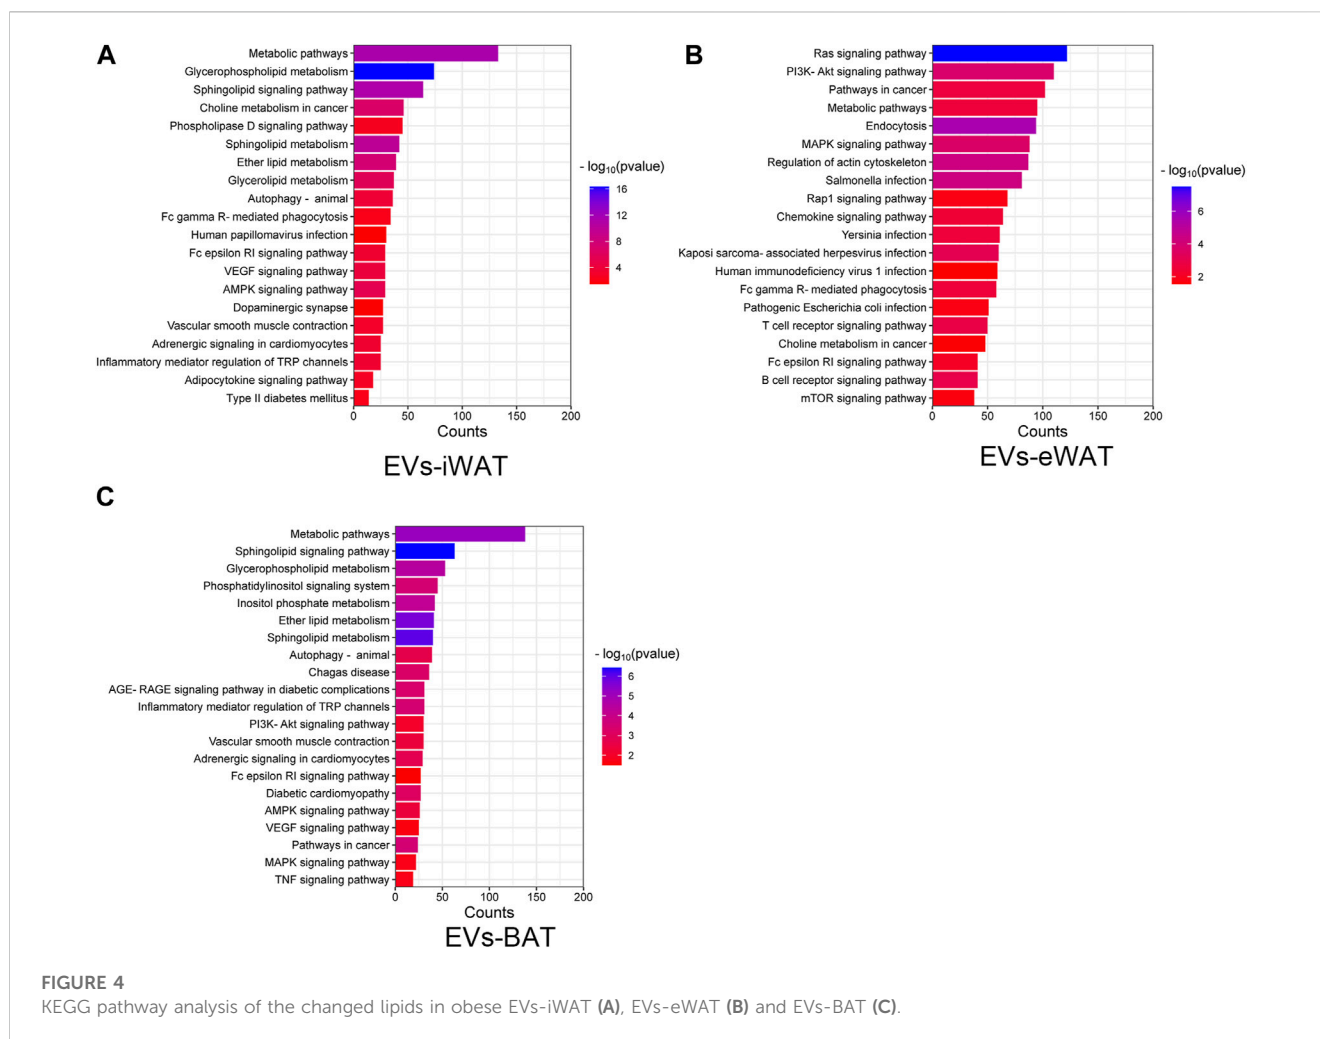 A
Metabolic pathways
Glycerophospholipid metabolism
Sphingolipid signaling pathway
Choline metabolism in cancer
Phospholipase D signaling pathway
Sphingolipid metabolism
Ether lipid metabolism
Glycerolipid metabolism
Autophagy - animal
Fc gamma R- mediated phagocytosis
Human papillomavirus infection
Fc epsilon RI signaling pathway
VEGF signaling pathway
AMPK signaling pathway
Dopaminergic synapse
Vascular smooth muscle contraction
Adrenergic signaling in cardiomyocytes
Inflammatory mediator regulation of TRP channels
Adipocytokine signaling pathway
Type II diabetes mellitus
0 50 100 150 200
Counts
EVs-iWAT
- log10(pvalue)
16
12
8
4
B
Ras signaling pathway
PI3K- Akt signaling pathway
Pathways in cancer
Metabolic pathways
Endocytosis
MAPK signaling pathway
Regulation of actin cytoskeleton
Salmonella infection
Rap1 signaling pathway
Chemokine signaling pathway
Yersinia infection
Kaposi sarcoma- associated herpesvirus infection
Human immunodeficiency virus 1 infection
Fc gamma R- mediated phagocytosis
Pathogenic Escherichia coli infection
T cell receptor signaling pathway
Choline metabolism in cancer
Fc epsilon RI signaling pathway
B cell receptor signaling pathway
mTOR signaling pathway
0 50 100 150 200
Counts
EVs-eWAT
- log10(pvalue)
6
4
2
C
Metabolic pathways
Sphingolipid signaling pathway
Glycerophospholipid metabolism
Phosphatidylinositol signaling system
Inositol phosphate metabolism
Ether lipid metabolism
Sphingolipid metabolism
Autophagy - animal
Chagas disease
AGE- RAGE signaling pathway in diabetic complications
Inflammatory mediator regulation of TRP channels
PI3K- Akt signaling pathway
Vascular smooth muscle contraction
Adrenergic signaling in cardiomyocytes
Fc epsilon RI signaling pathway
Diabetic cardiomyopathy
AMPK signaling pathway
VEGF signaling pathway
Pathways in cancer
MAPK signaling pathway
TNF signaling pathway
0 50 100 150 200
Counts
EVs-BAT
- log10(pvalue)
6
5
4
3
2
FIGURE 4
KEGG pathway analysis of the changed lipids in obese EVs-iWAT (A), EVs-eWAT (B) and EVs-BAT (C).